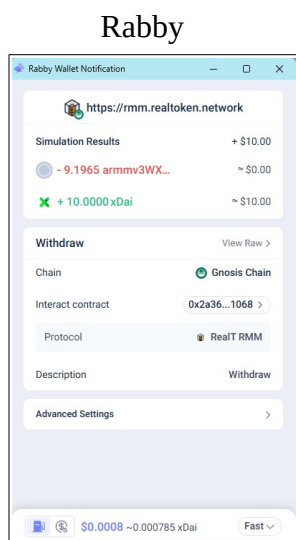 Rabby
Rabby Wallet Notification
https://rmm.realtoken.network
Simulation Results + $10.00
- 9.1965 armmv3WX... ≈ $0.00
+ 10.0000 xDai ≈ $10.00
Withdraw View Raw >
Chain Gnosis Chain
Interact contract 0x2a36...1068 >
Protocol RealT RMM
Description Withdraw
Advanced Settings >
$0.0008 ~0.000785 xDai Fast